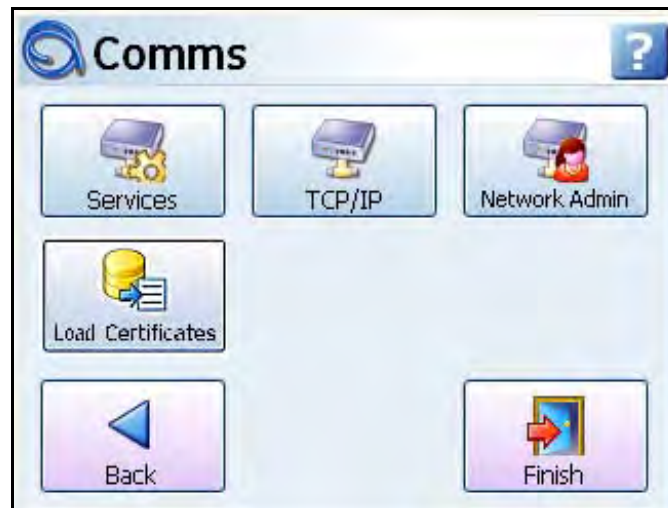 Comms
?
Services
TCP/IP
Network Admin
Load Certificates
Back
Finish